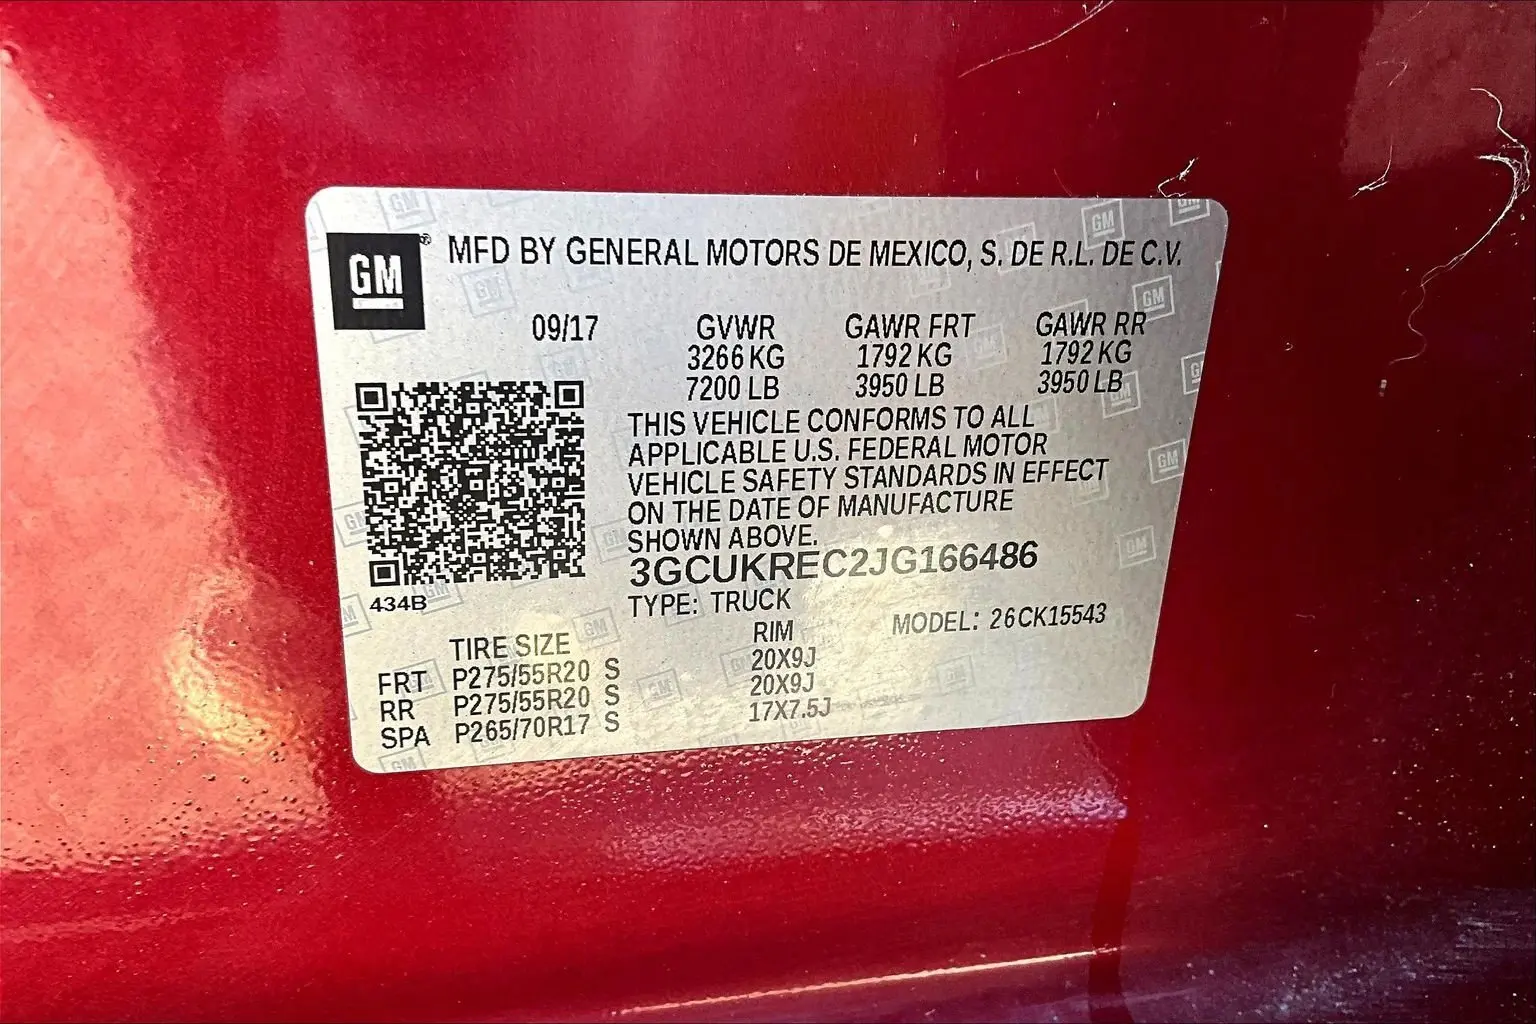 GM
MFD BY GENERAL MOTORS DE MEXICO, S. DE R.L. DE C.V.
09/17 GVWR GAWR FRT GAWR RR
3266 KG 1792 KG 1792 KG
7200 LB 3950 LB 3950 LB
THIS VEHICLE CONFORMS TO ALL
APPLICABLE U.S. FEDERAL MOTOR
VEHICLE SAFETY STANDARDS IN EFFECT
ON THE DATE OF MANUFACTURE
SHOWN ABOVE.
3GCUKREC2JG166486
434B
TYPE: TRUCK
MODEL: 26CK15543
TIRE SIZE RIM
FRT P275/55R20 S 20X9J
RR P275/55R20 S 20X9J
SPA P265/70R17 S 17X7.5J